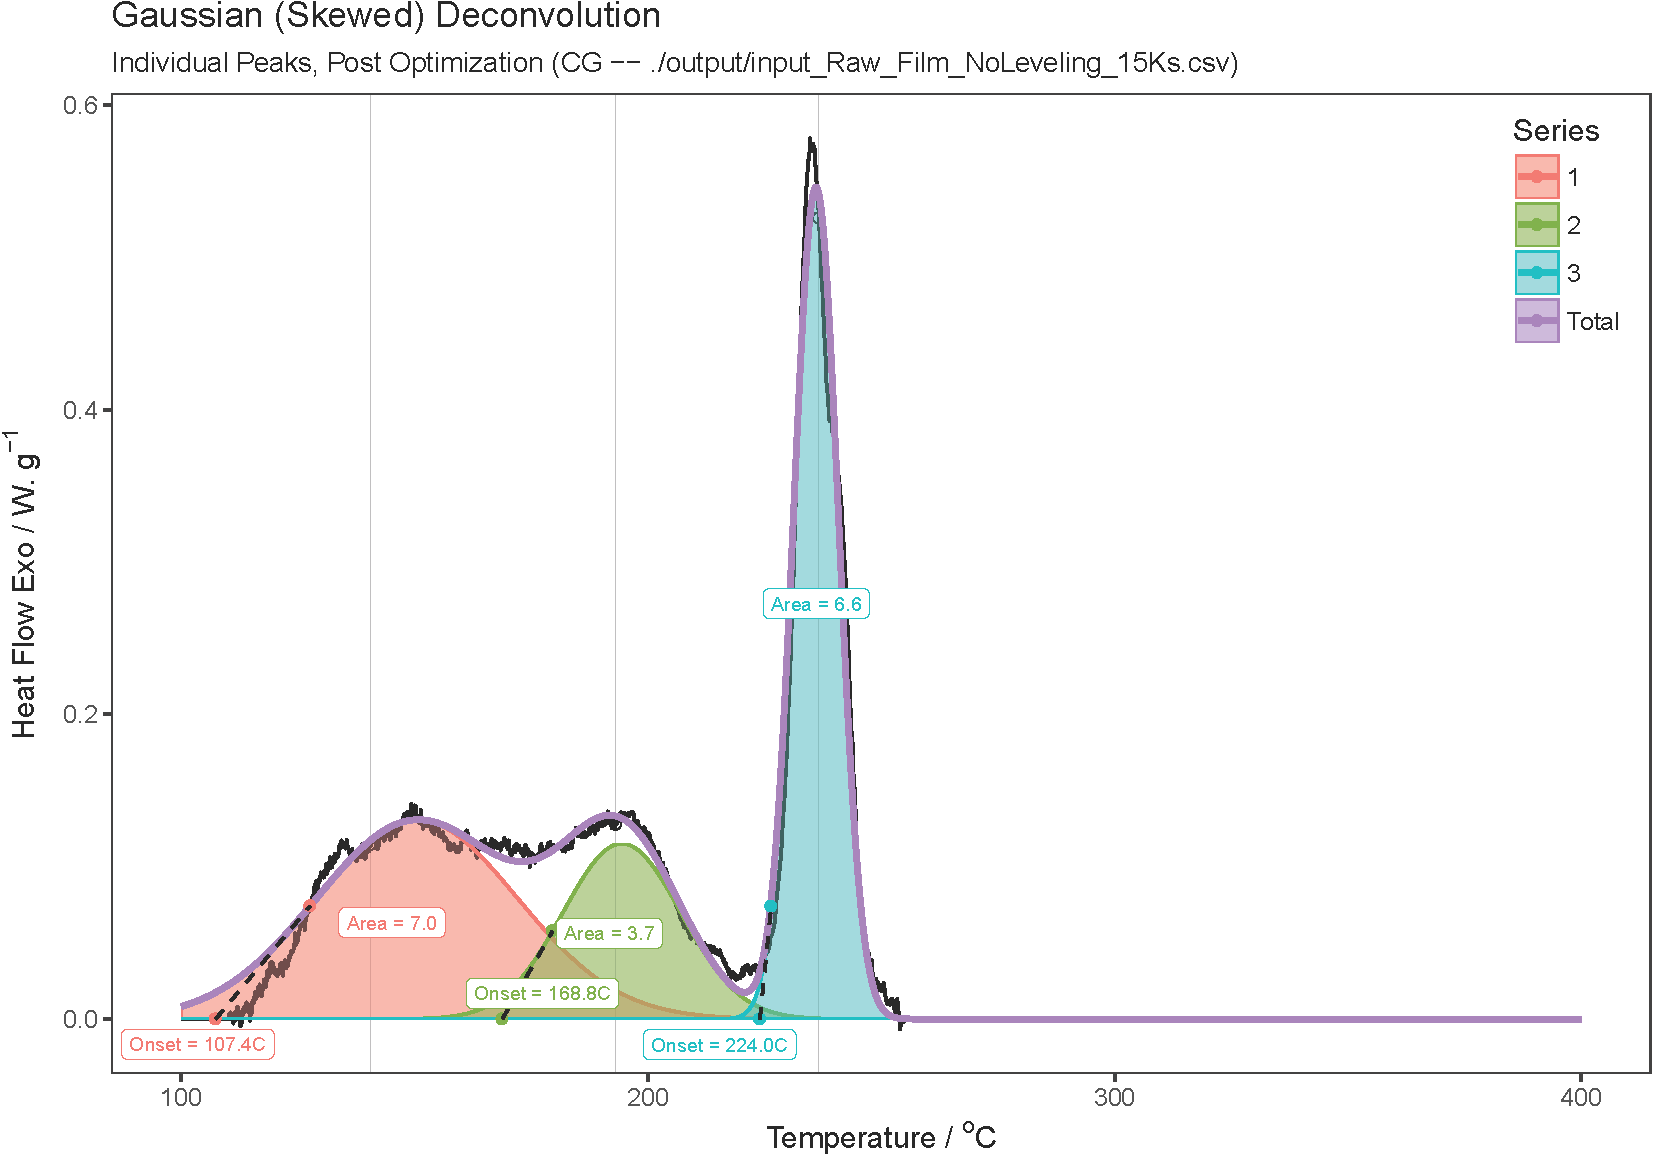 Gaussian (Skewed) Deconvolution
Individual Peaks, Post Optimization (CG −− ./output/input_Raw_Film_NoLeveling_15Ks.csv)
0.6
0.4
0.2
0.0
Heat Flow Exo / W. g⁻¹
Series
1
2
3
Total
Area = 6.6
Area = 7.0
Area = 3.7
Onset = 168.8C
Onset = 107.4C
Onset = 224.0C
100
200
300
400
Temperature / °C